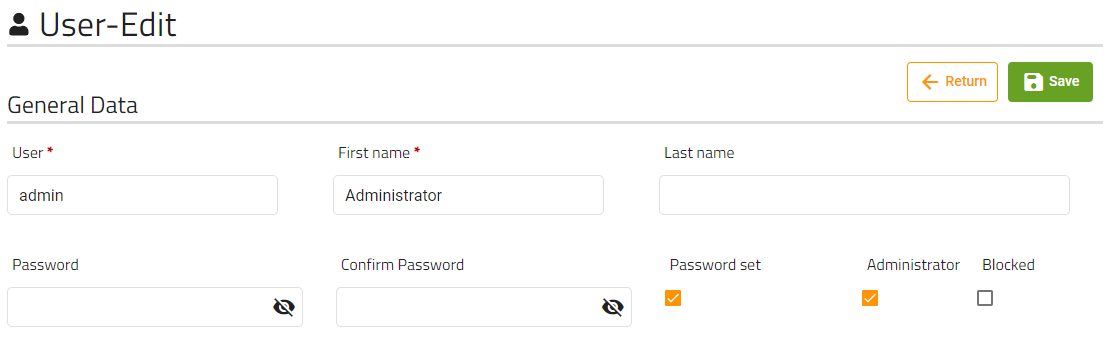 User-Edit
Return
Save
General Data
User *
First name *
Last name
admin
Administrator
Password
Confirm Password
Password set
Administrator
Blocked